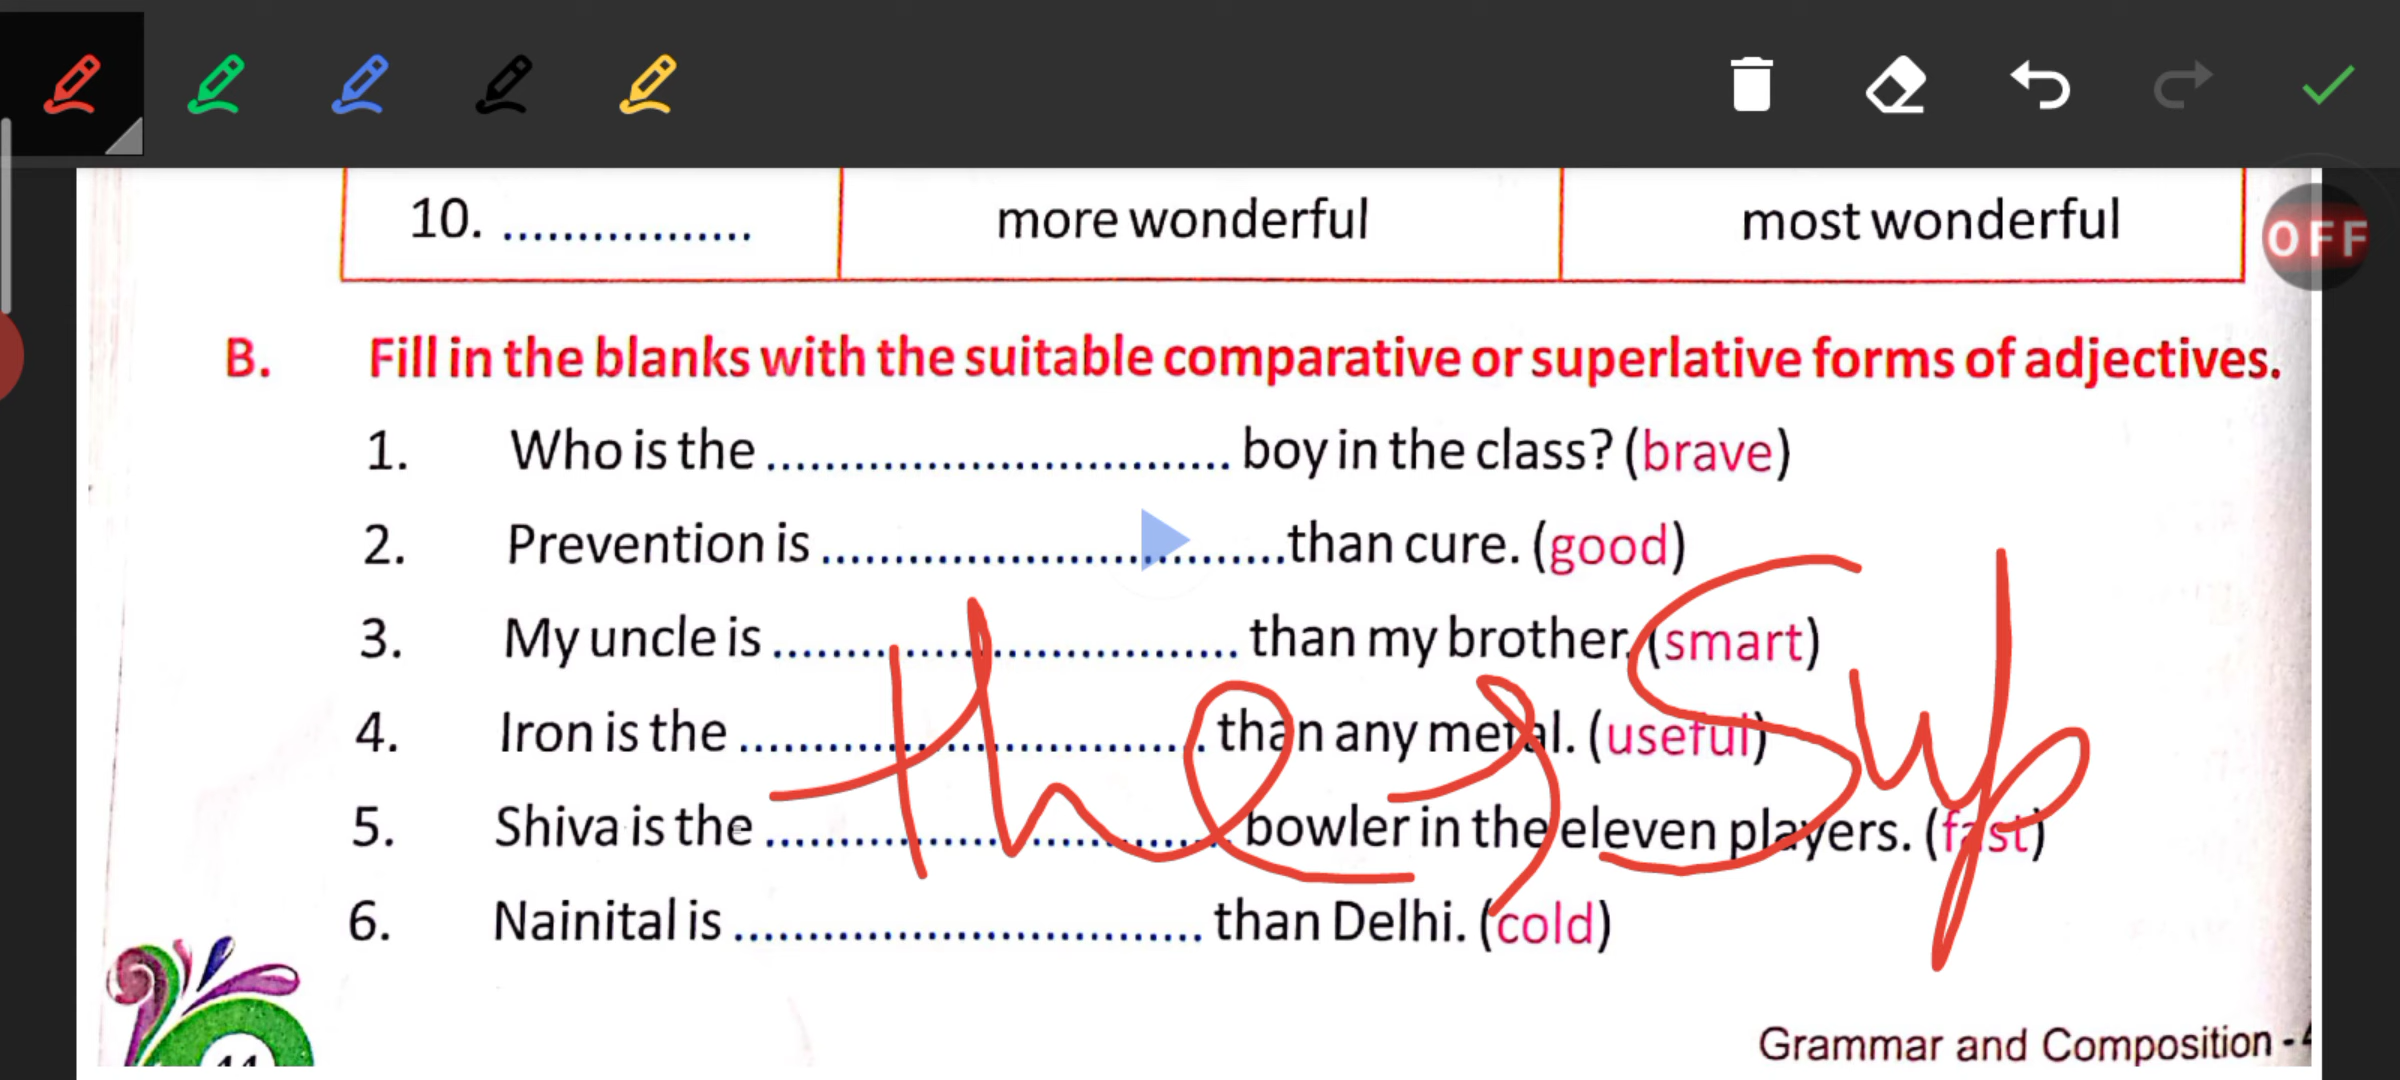 10. ................. more wonderful most wonderful
OFF
B. Fill in the blanks with the suitable comparative or superlative forms of adjectives.
1. Who is the ................................ boy in the class? (brave)
2. Prevention is ................................ than cure. (good)
3. My uncle is ................................ than my brother. (smart)
4. Iron is the ................................ than any metal. (useful)
5. Shiva is the ................................ bowler in the eleven players. (fast)
6. Nainital is ................................ than Delhi. (cold)
the → Sup
Grammar and Composition -